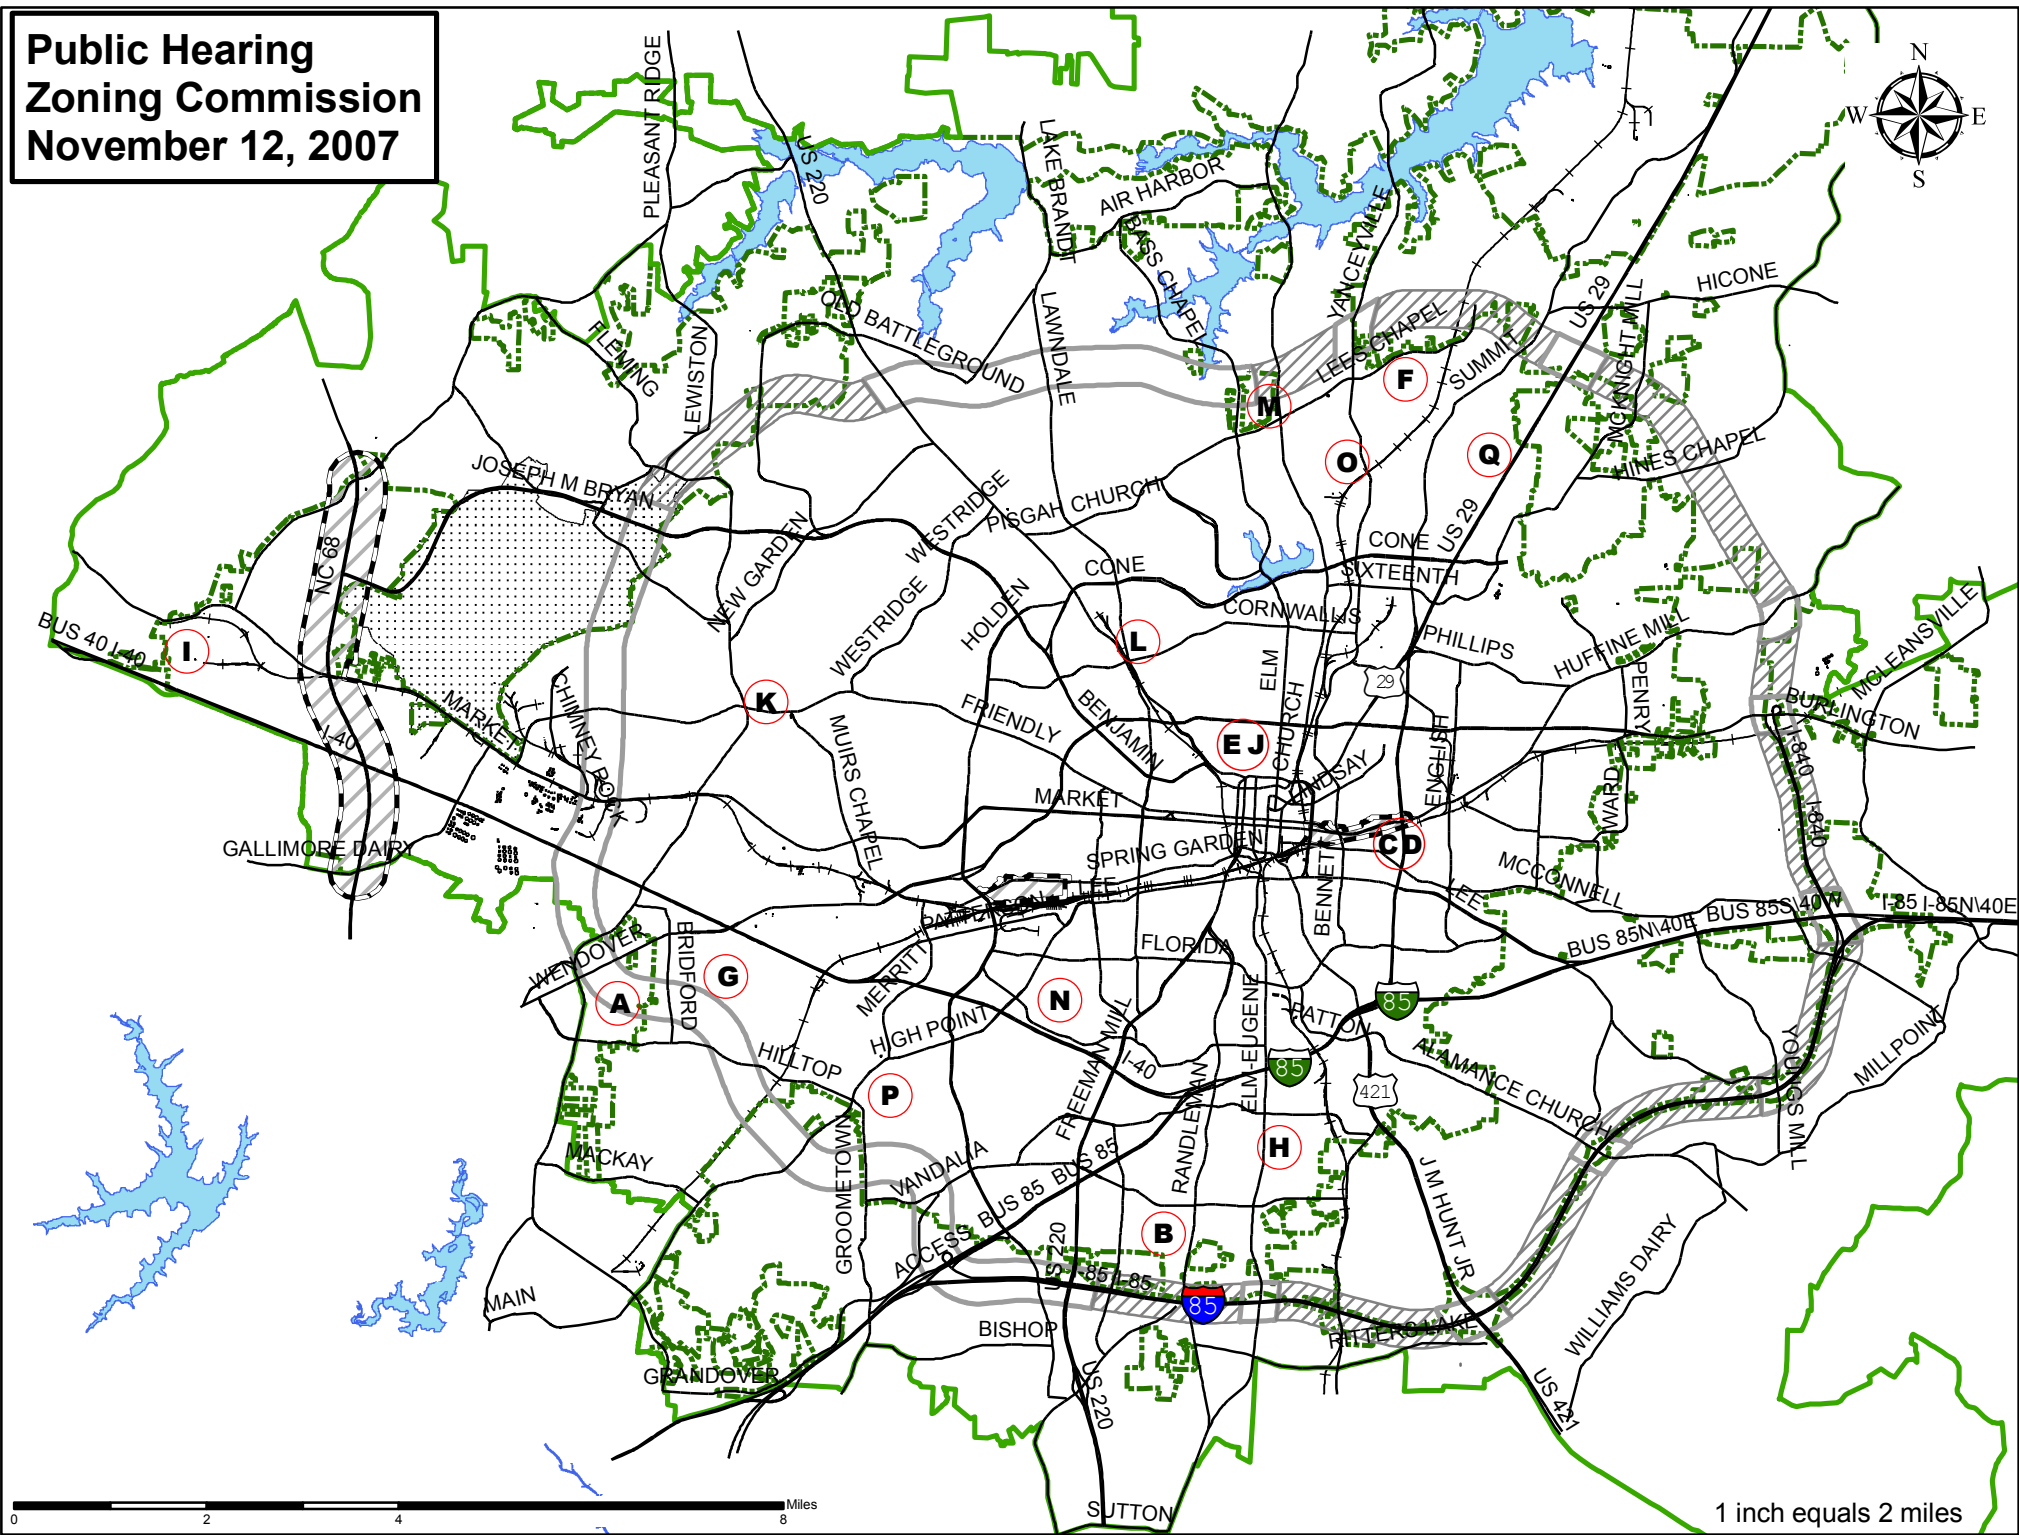 Public Hearing
Zoning Commission
November 12, 2007
N
W
E
S
PLEASANT RIDGE
US 220
LAKE BRANDT
AIR HARBOR
BASS CHAPEL
YANCEYVILLE
US 29
HICONE
MCKNIGHT MILL
OLD BATTLEGROUND
LAWNDALE
LEES CHAPEL
SUMMIT
FLEMING
LEWISTON
F
M
O
Q
HINES CHAPEL
JOSEPH M BRYAN
WESTRIDGE
PISGAH CHURCH
US 29
NC 68
NEW GARDEN
CONE
CONE
SIXTEENTH
WESTRIDGE
HOLDEN
CORNWALLIS
PHILLIPS
HUFFINE MILL
MCLEANSVILLE
BUS 40 I-40
I
L
ELM
29
PENRY
BURLINGTON
K
MARKET
CHIMNEY ROCK
MUIRS CHAPEL
FRIENDLY
BENJAMIN
CHURCH
E J
LINDSAY
ENGLISH
I-40
I-840
I-840
WARD
MARKET
GALLIMORE DAIRY
SPRING GARDEN
C D
BENNETT
MCCONNELL
LEE
LEE
PATTERSON
BUS 85S\40W
I-85 I-85N\40E
BUS 85N\40E
WENDOVER
BRIDFORD
G
A
MERRITT
FLORIDA
N
HIGH POINT
FREEMAN MILL
ELM-EUGENE
PATTON
85
HILLTOP
I-40
85
421
ALAMANCE CHURCH
YOUNGS MILL
MILLPOINT
P
RANDLEMAN
MACKAY
GROOMETOWN
VANDALIA
BUS 85
BUS 85
H
J M HUNT JR
ACCESS
US 220
B
I-85
85
MAIN
BISHOP
RITTERS LAKE
WILLIAMS DAIRY
GRANDOVER
US 220
US 421
SUTTON
Miles
0
2
4
8
1 inch equals 2 miles